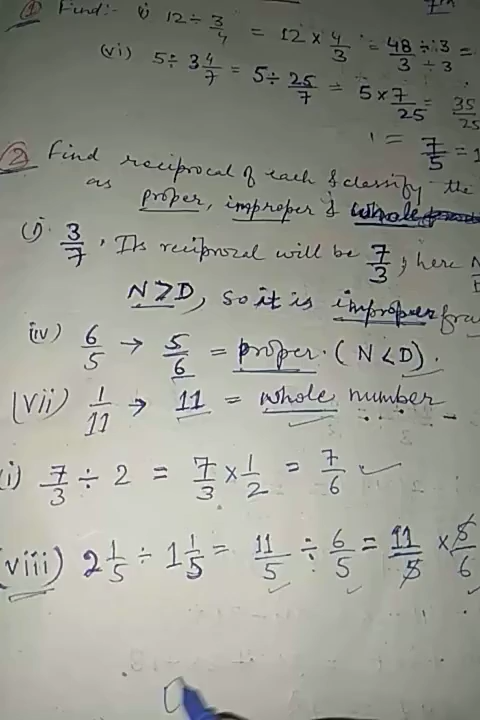 ① Find:- (i) 12 ÷ 3/4 = 12 × 4/3 = 48/3 ÷3/÷3 =
(vi) 5 ÷ 3 4/7 = 5 ÷ 25/7 = 5 × 7/25 = 35/25
= 7/5 = 1
② Find reciprocal of each & classify the
as proper, improper & whole
(i) 3/7, Its reciprocal will be 7/3, here N
N>D, so it is improper fra
(iv) 6/5 → 5/6 = proper. (N<D).
(vii) 1/11 → 11 = whole number
i) 7/3 ÷ 2 = 7/3 × 1/2 = 7/6
(viii) 2 1/5 ÷ 1 1/5 = 11/5 ÷ 6/5 = 11/5 × 5/6